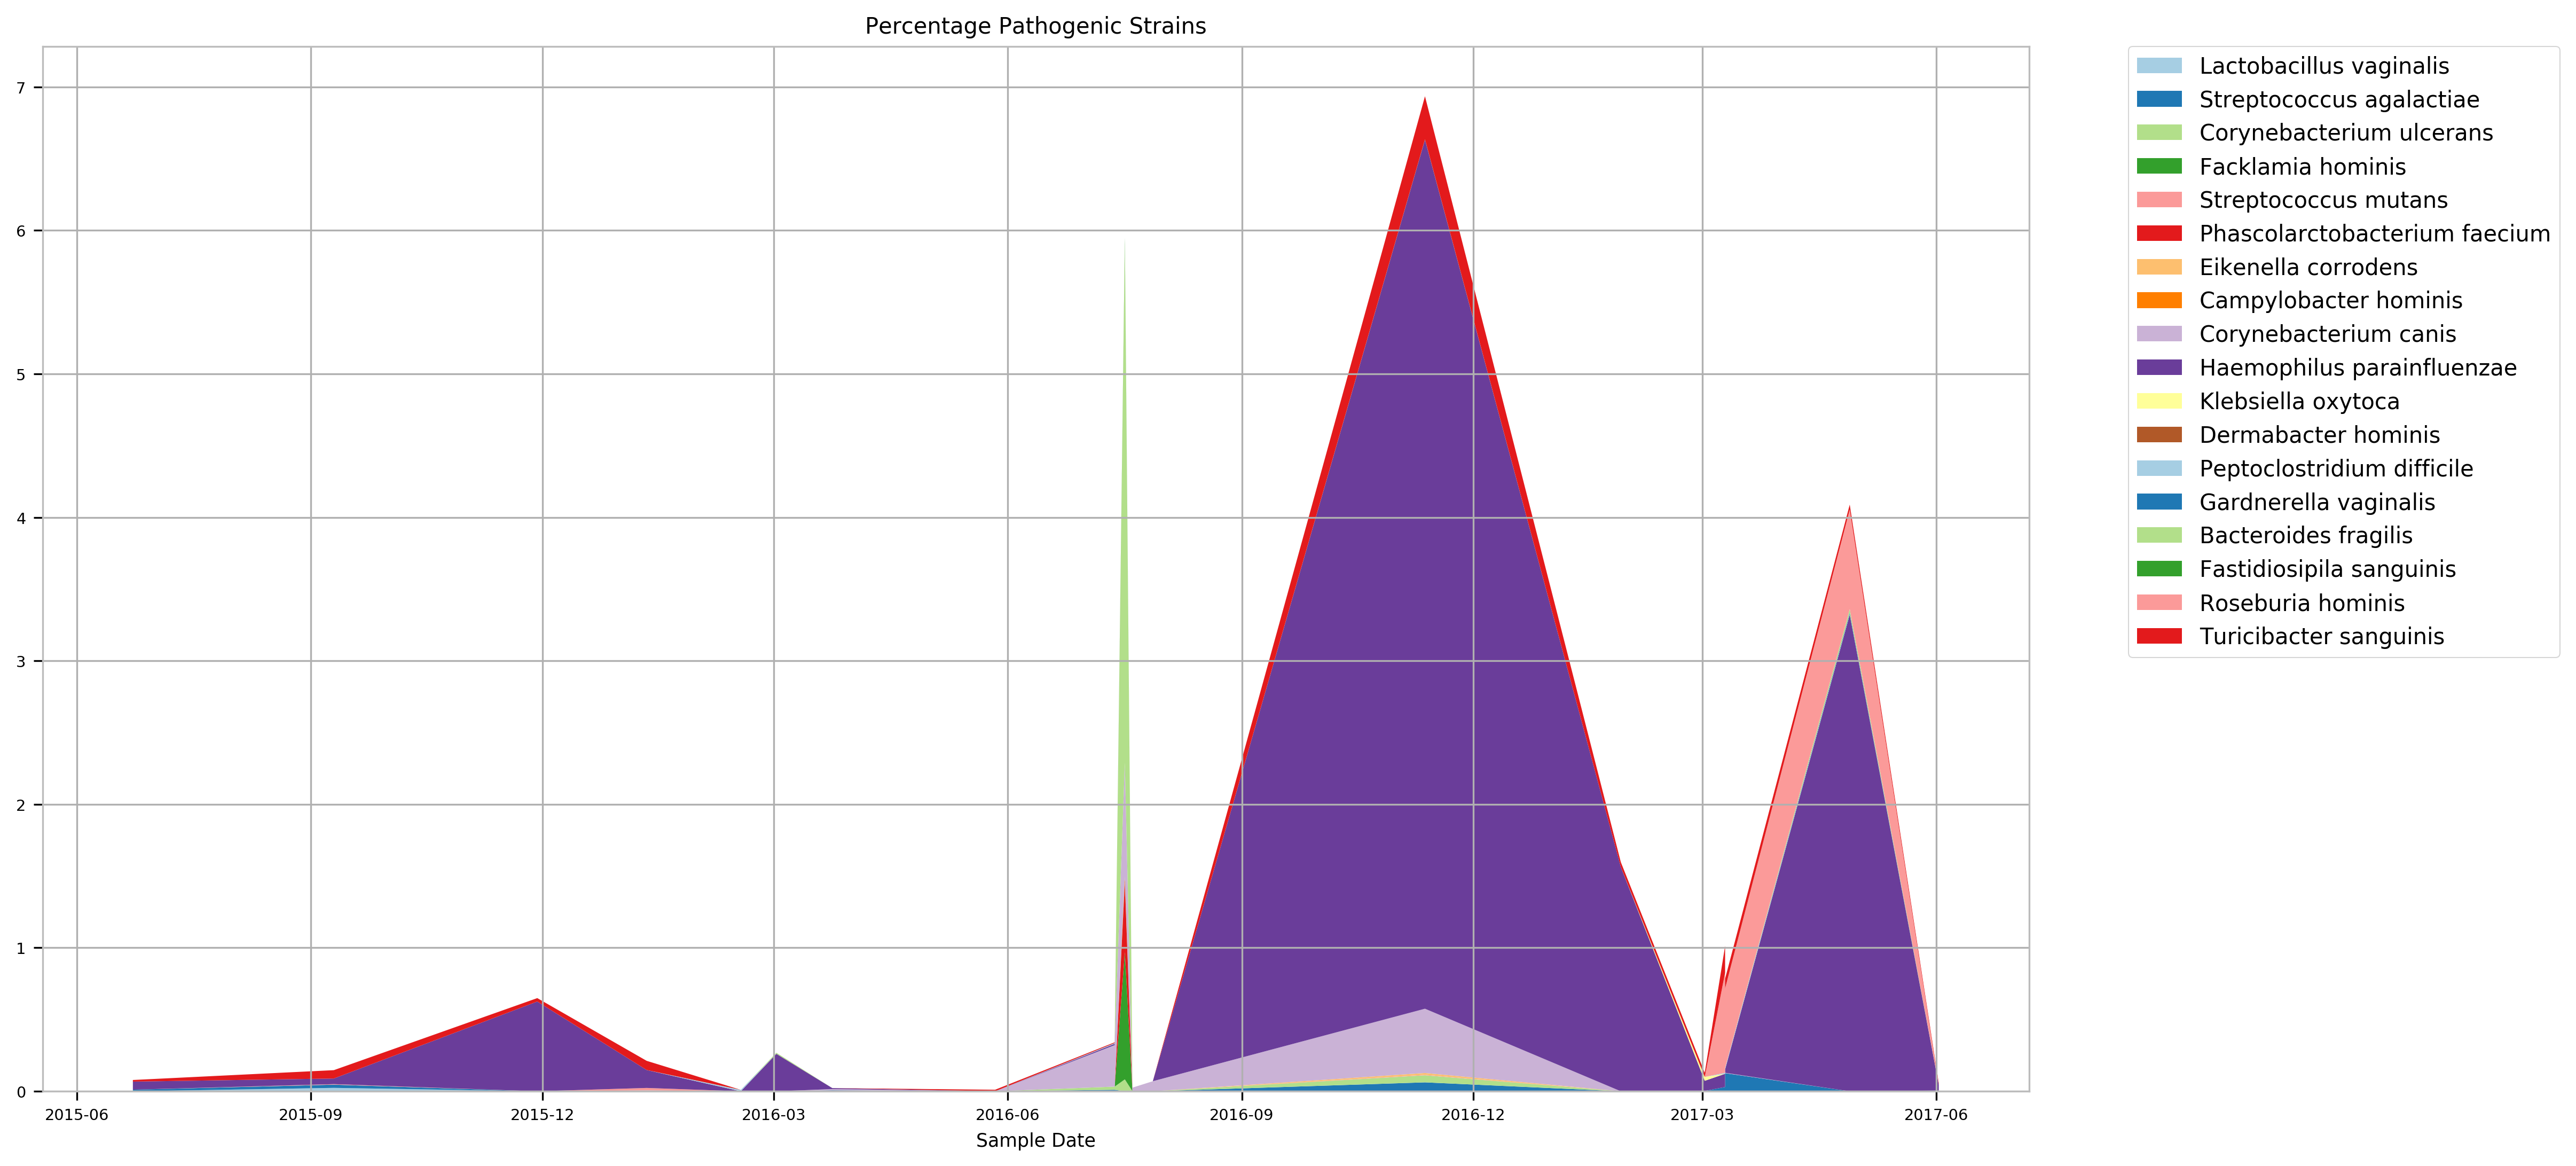 Percentage Pathogenic Strains
7
6
5
4
3
2
1
0
2015-06 2015-09 2015-12 2016-03 2016-06 2016-09 2016-12 2017-03 2017-06
Sample Date
Lactobacillus vaginalis
Streptococcus agalactiae
Corynebacterium ulcerans
Facklamia hominis
Streptococcus mutans
Phascolarctobacterium faecium
Eikenella corrodens
Campylobacter hominis
Corynebacterium canis
Haemophilus parainfluenzae
Klebsiella oxytoca
Dermabacter hominis
Peptoclostridium difficile
Gardnerella vaginalis
Bacteroides fragilis
Fastidiosipila sanguinis
Roseburia hominis
Turicibacter sanguinis